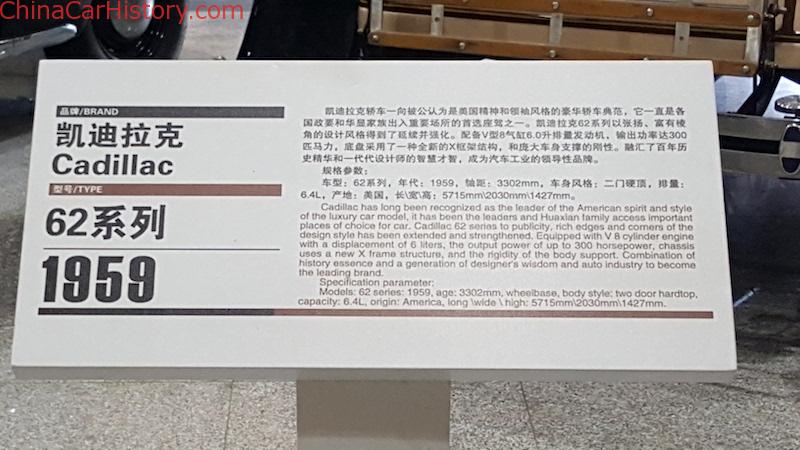 ChinaCarHistory.com
品牌/BRAND
凯迪拉克
Cadillac
型号/TYPE
62系列
1959
凯迪拉克轿车一向被公认为是美国精神和领袖风格的豪华轿车典范，它一直是各
国政要和华显家族出入重要场所的首选座驾之一。凯迪拉克62系列以张扬、富有棱
角的设计风格得到了延续并强化。配备V型8气缸6.0升排量发动机，输出功率达300
匹马力，底盘采用了一种全新的X框架结构，和庞大车身支撑的刚性。融汇了百年历
史精华和一代代设计师的智慧才智，成为汽车工业的领导性品牌。
规格参数：
车型：62系列，年代：1959，轴距：3302mm，车身风格：二门硬顶，排量：
6.4L，产地：美国，长\宽\高：5715mm\2030mm\1427mm。
Cadillac has long been recognized as the leader of the American spirit and style
of the luxury car model, it has been the leaders and Huaxian family access important
places of choice for car. Cadillac 62 series to publicity, rich edges and corners of the
design style has been extended and strengthened. Equipped with V 8 cylinder engine
with a displacement of 6 liters, the output power of up to 300 horsepower, chassis
uses a new X frame structure, and the rigidity of the body support. Combination of
history essence and a generation of designer's wisdom and auto industry to become
the leading brand.
Specification parameter:
Models: 62 series: 1959, age: 3302mm, wheelbase, body style: two door hardtop,
capacity: 6.4L, origin: America, long \wide \ high: 5715mm\2030mm\1427mm.